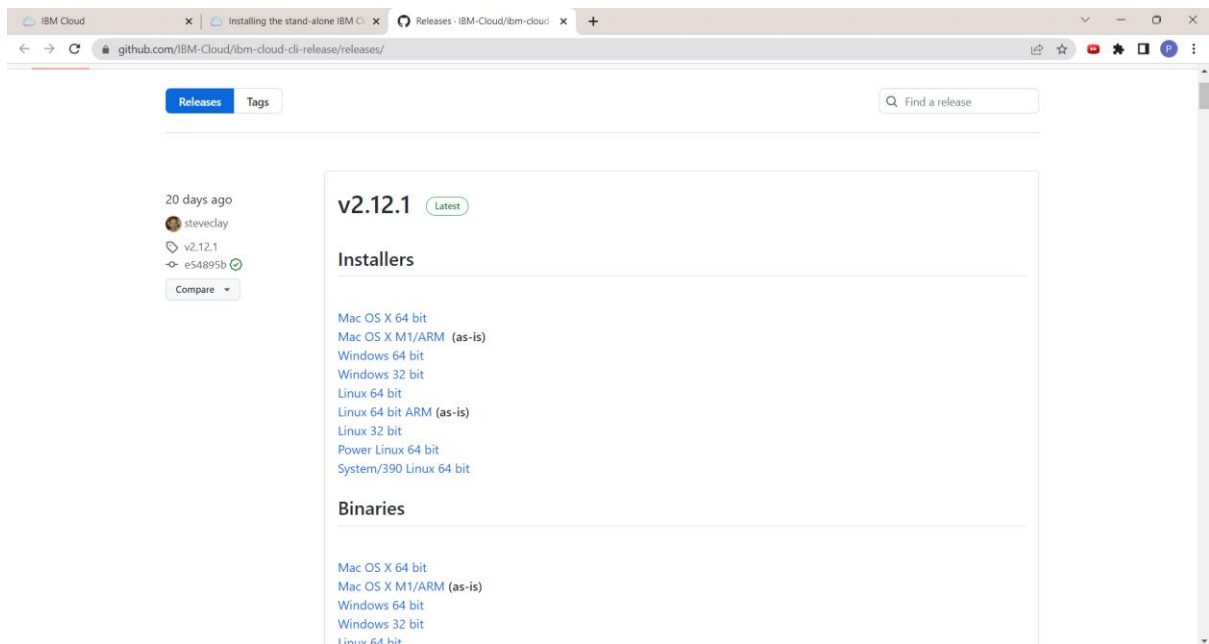 IBM Cloud
Installing the stand-alone IBM Cl
Releases · IBM-Cloud/ibm-cloud-
github.com/IBM-Cloud/ibm-cloud-cli-release/releases/
P
Releases Tags
Find a release
20 days ago
steveclay
v2.12.1
e54895b
Compare
v2.12.1 Latest
Installers
Mac OS X 64 bit
Mac OS X M1/ARM (as-is)
Windows 64 bit
Windows 32 bit
Linux 64 bit
Linux 64 bit ARM (as-is)
Linux 32 bit
Power Linux 64 bit
System/390 Linux 64 bit
Binaries
Mac OS X 64 bit
Mac OS X M1/ARM (as-is)
Windows 64 bit
Windows 32 bit
Linux 64 bit